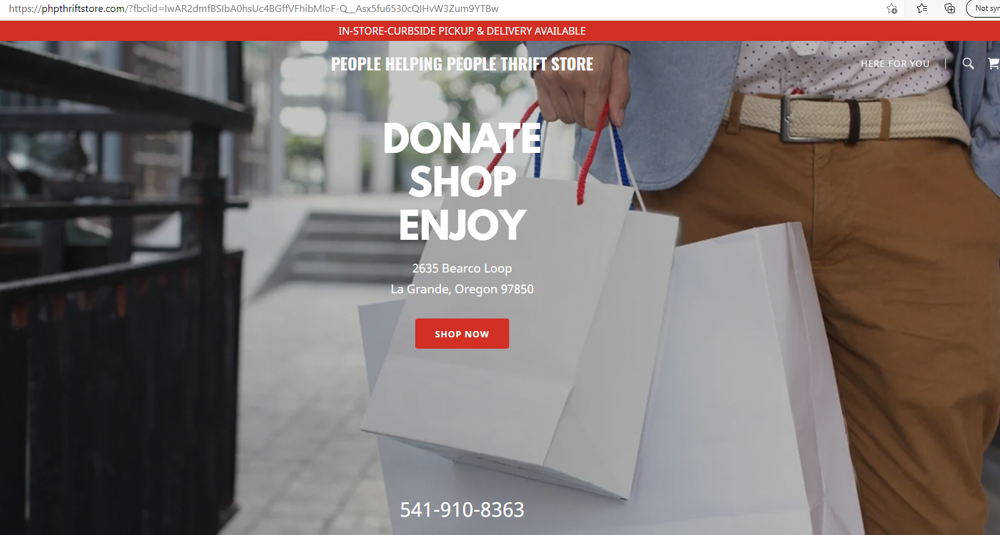 https://phpthriftstore.com/?fbclid=IwAR2dmfBSIbA0hsUc4BGffVFhibMloF-Q__Asx5fu6530cQIHvW3Zum9YTBw
Not syn
IN-STORE-CURBSIDE PICKUP & DELIVERY AVAILABLE
PEOPLE HELPING PEOPLE THRIFT STORE
HERE FOR YOU
DONATE
SHOP
ENJOY
2635 Bearco Loop
La Grande, Oregon 97850
SHOP NOW
541-910-8363